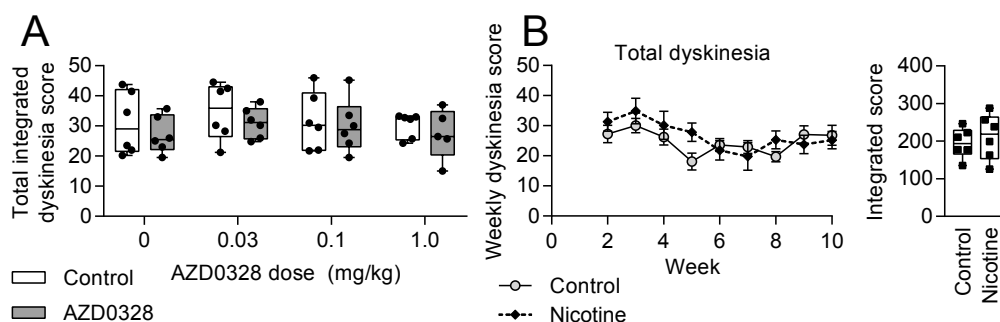 A
Total integrated
dyskinesia score
50
40
30
20
10
0
0
0.03
0.1
1.0
AZD0328 dose (mg/kg)
Control
AZD0328
B
Total dyskinesia
Weekly dyskinesia score
50
40
30
20
10
0
0
2
4
6
8
10
Week
Control
Nicotine
Integrated score
400
300
200
100
0
Control
Nicotine